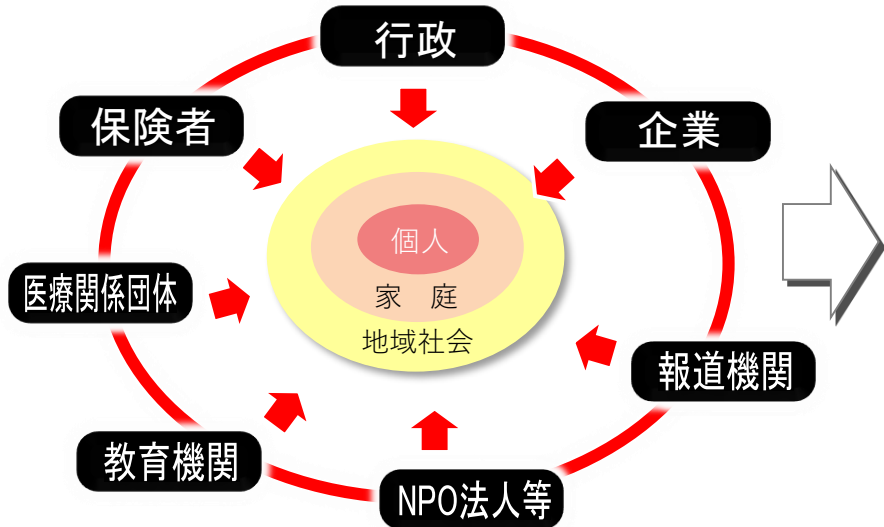 行政
保険者
企業
個人
家　庭
医療関係団体
地域社会
報道機関
教育機関
NPO法人等